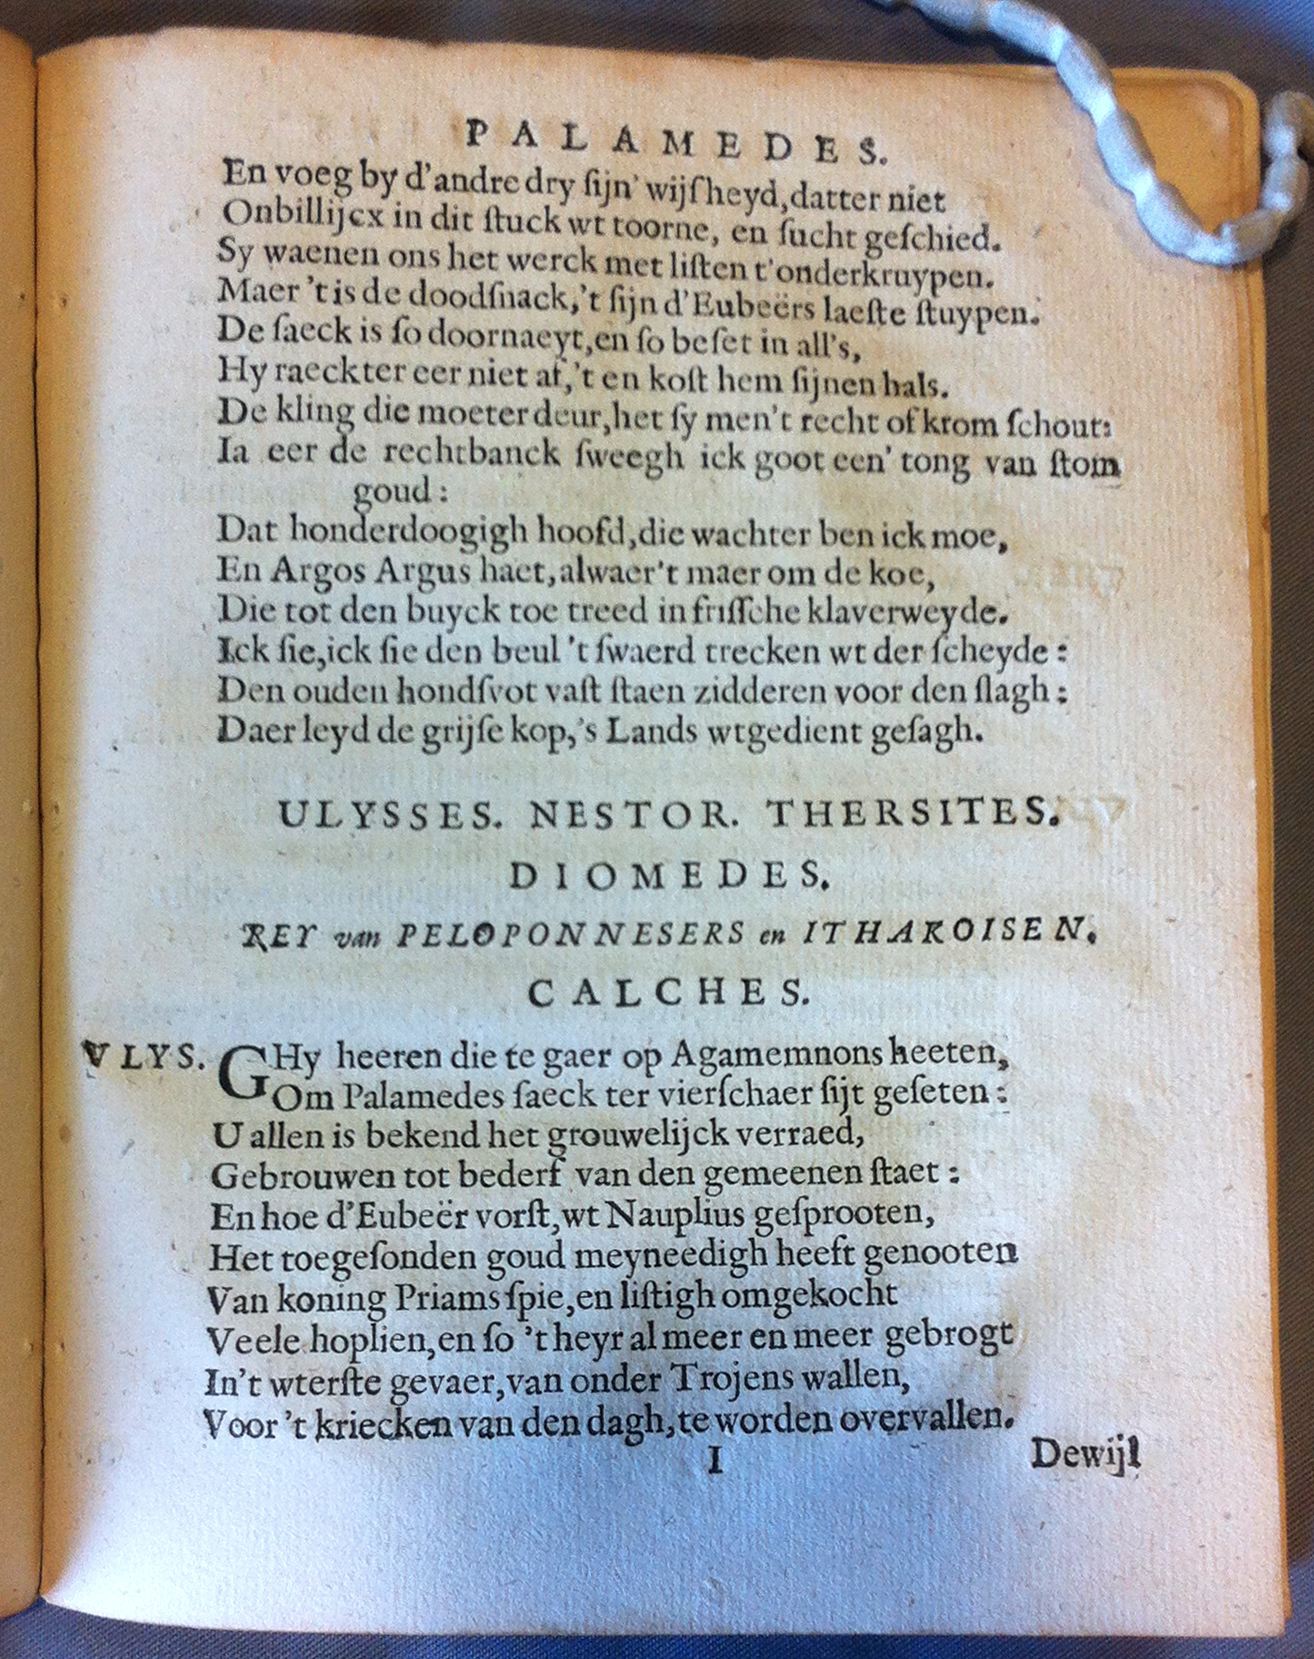 PALAMEDES.
En voeg by d'andre dry ſijn' wijſheyd,datter niet
Onbillijcx in dit ſtuck wt toorne, en ſucht geſchied.
Sy waenen ons het werck met liſten t'onderkruypen.
Maer 't is de doodſnack,'t ſijn d'Eubeërs laeſte ſtuypen.
De ſaeck is ſo doornaeyt,en ſo beſet in all's,
Hy raeckter eer niet af,'t en koſt hem ſijnen hals.
De kling die moeter deur,het ſy men't recht of krom ſchout:
Ia eer de rechtbanck ſweegh ick goot een' tong van ſtom
goud:
Dat honderdoogigh hoofd,die wachter ben ick moe,
En Argos Argus haet,alwaer't maer om de koe,
Die tot den buyck toe treed in friſſche klaverweyde.
Ick ſie,ick ſie den beul 't ſwaerd trecken wt der ſcheyde:
Den ouden hondſvot vaſt ſtaen zidderen voor den ſlagh:
Daer leyd de grijſe kop,'s Lands wtgedient geſagh.
ULYSSES. NESTOR. THERSITES.
DIOMEDES.
REY van PELOPONNESERS en ITHAKOISEN.
CALCHES.
VLYS. GHy heeren die te gaer op Agamemnons heeten,
Om Palamedes ſaeck ter vierſchaer ſijt geſeten:
U allen is bekend het grouwelijck verraed,
Gebrouwen tot bederf van den gemeenen ſtaet:
En hoe d'Eubeër vorſt,wt Nauplius geſprooten,
Het toegeſonden goud meyneedigh heeft genooten
Van koning Priams ſpie,en liſtigh omgekocht
Veele hoplien,en ſo 't heyr al meer en meer gebrogt
In't wterſte gevaer,van onder Trojens wallen,
Voor 't kriecken van den dagh,te worden overvallen.
I
Dewijl